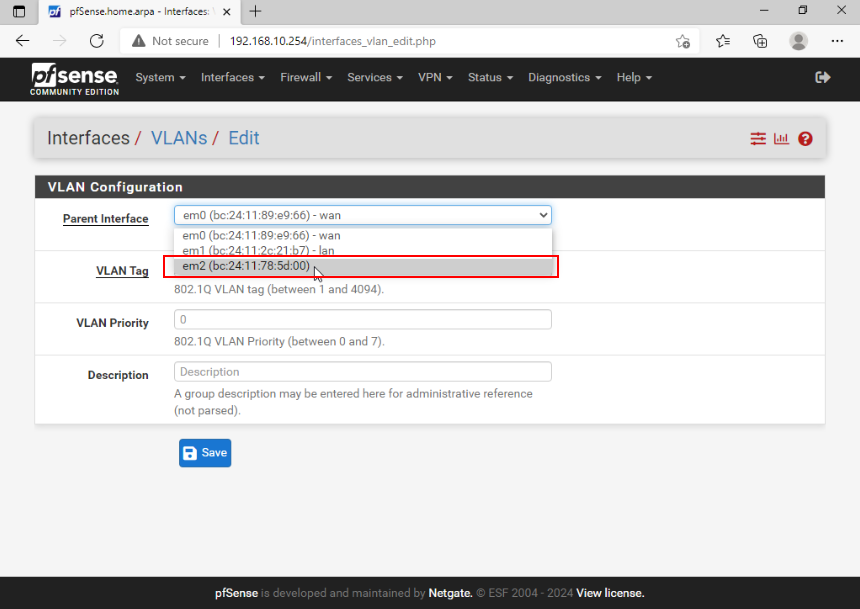 pfSense.home.arpa - Interfaces:
Not secure
192.168.10.254/interfaces_vlan_edit.php
pfsense
COMMUNITY EDITION
System
Interfaces
Firewall
Services
VPN
Status
Diagnostics
Help
Interfaces / VLANs / Edit
VLAN Configuration
Parent Interface
em0 (bc:24:11:89:e9:66) - wan
em0 (bc:24:11:89:e9:66) - wan
em1 (bc:24:11:2c:21:b7) - lan
em2 (bc:24:11:78:5d:00)
VLAN Tag
802.1Q VLAN tag (between 1 and 4094).
VLAN Priority
0
802.1Q VLAN Priority (between 0 and 7).
Description
Description
A group description may be entered here for administrative reference
(not parsed).
Save
pfSense is developed and maintained by Netgate. © ESF 2004 - 2024 View license.